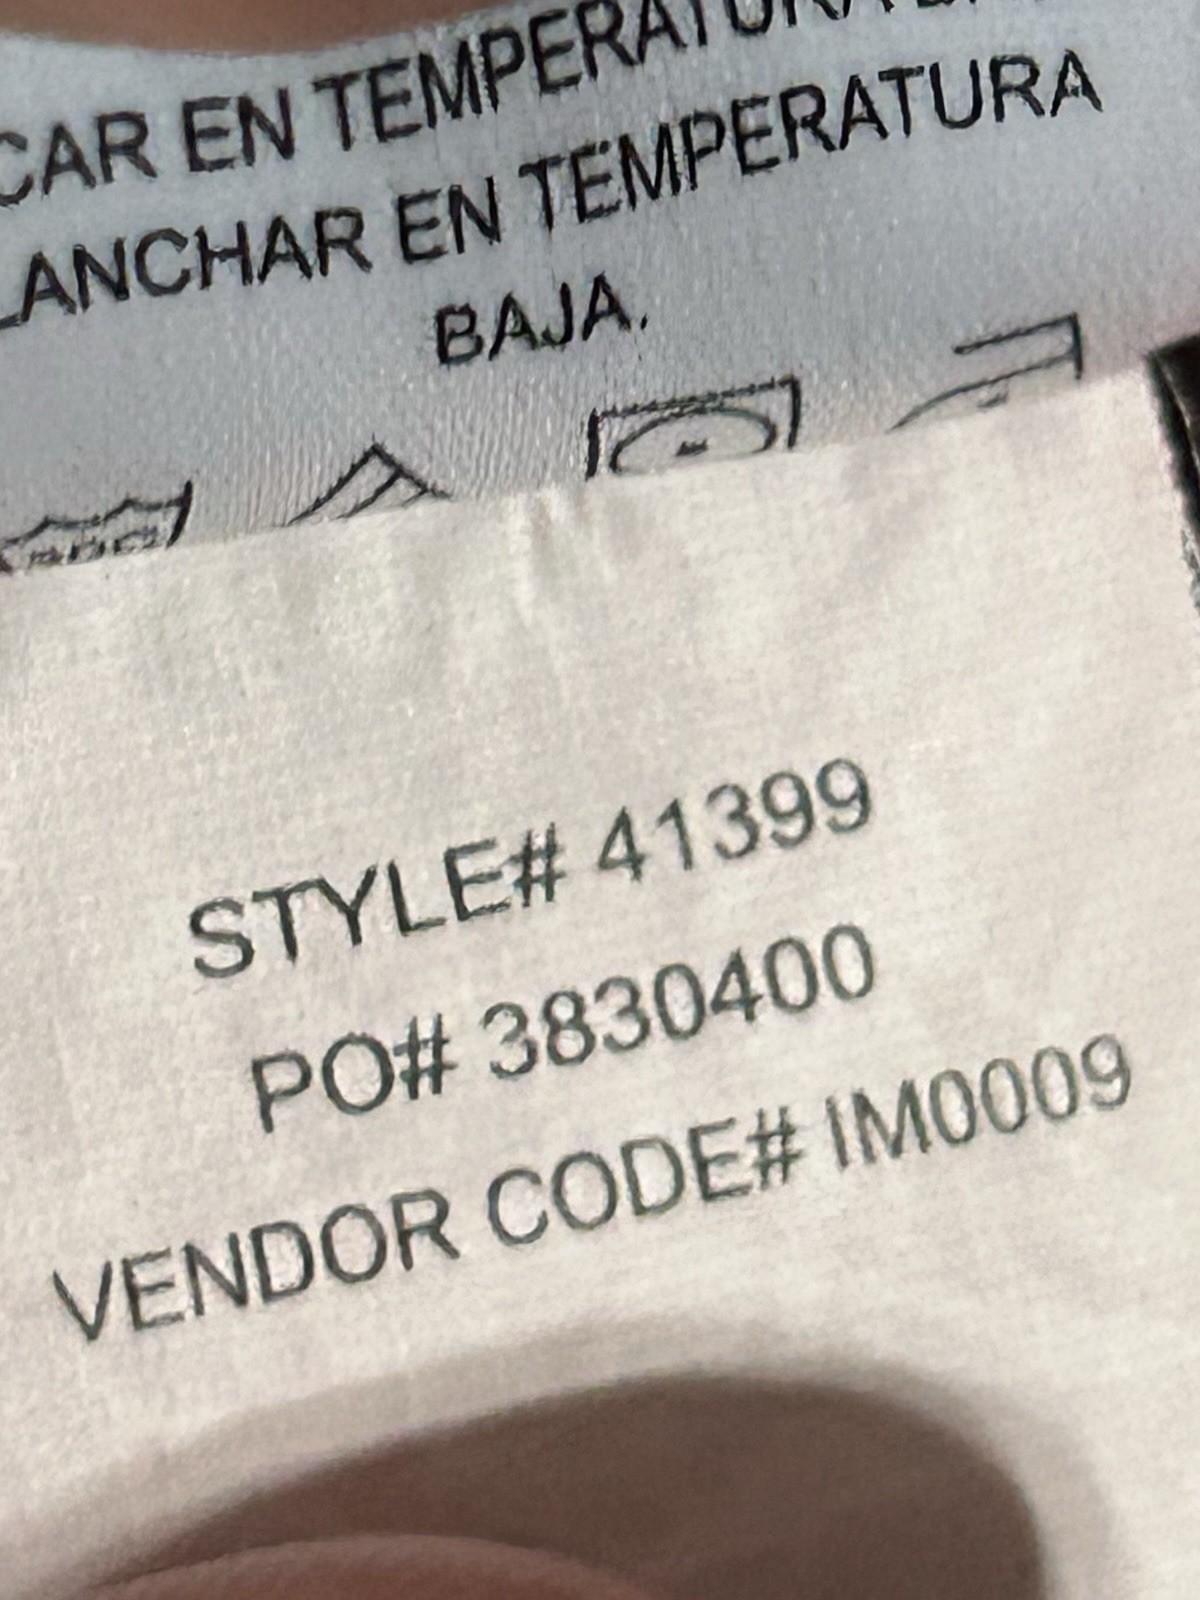 CAR EN TEMPERATURA
LANCHAR EN TEMPERATURA
BAJA.
STYLE# 41399
PO# 3830400
VENDOR CODE# IM0009